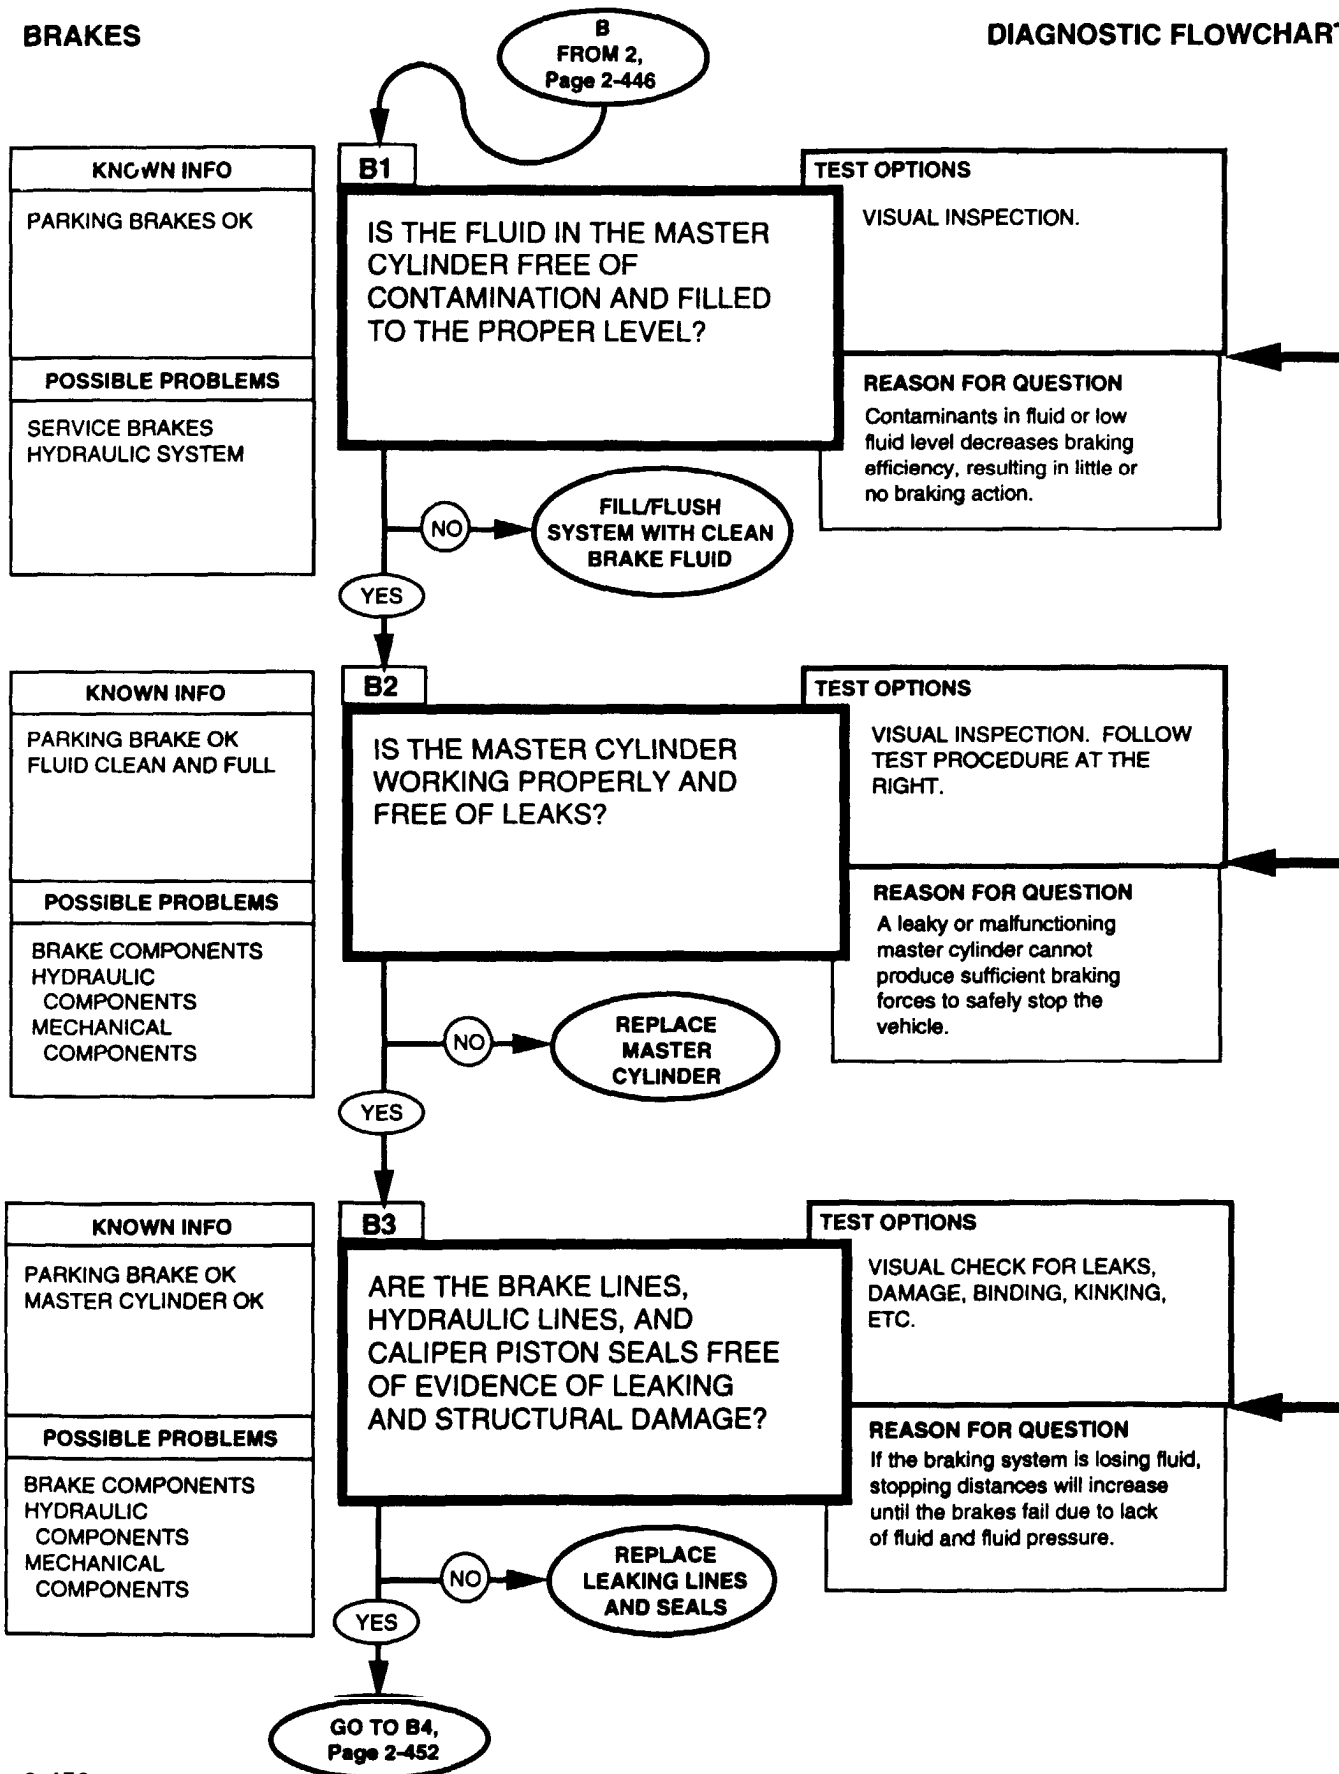 BRAKES
DIAGNOSTIC FLOWCHART
B
FROM 2,
Page 2-446
KNOWN INFO
PARKING BRAKES OK
POSSIBLE PROBLEMS
SERVICE BRAKES
HYDRAULIC SYSTEM
B1
IS THE FLUID IN THE MASTER
CYLINDER FREE OF
CONTAMINATION AND FILLED
TO THE PROPER LEVEL?
TEST OPTIONS
VISUAL INSPECTION.
REASON FOR QUESTION
Contaminants in fluid or low
fluid level decreases braking
efficiency, resulting in little or
no braking action.
NO
FILL/FLUSH
SYSTEM WITH CLEAN
BRAKE FLUID
YES
KNOWN INFO
PARKING BRAKE OK
FLUID CLEAN AND FULL
POSSIBLE PROBLEMS
BRAKE COMPONENTS
HYDRAULIC
COMPONENTS
MECHANICAL
COMPONENTS
B2
IS THE MASTER CYLINDER
WORKING PROPERLY AND
FREE OF LEAKS?
TEST OPTIONS
VISUAL INSPECTION. FOLLOW
TEST PROCEDURE AT THE
RIGHT.
REASON FOR QUESTION
A leaky or malfunctioning
master cylinder cannot
produce sufficient braking
forces to safely stop the
vehicle.
NO
REPLACE
MASTER
CYLINDER
YES
KNOWN INFO
PARKING BRAKE OK
MASTER CYLINDER OK
POSSIBLE PROBLEMS
BRAKE COMPONENTS
HYDRAULIC
COMPONENTS
MECHANICAL
COMPONENTS
B3
ARE THE BRAKE LINES,
HYDRAULIC LINES, AND
CALIPER PISTON SEALS FREE
OF EVIDENCE OF LEAKING
AND STRUCTURAL DAMAGE?
TEST OPTIONS
VISUAL CHECK FOR LEAKS,
DAMAGE, BINDING, KINKING,
ETC.
REASON FOR QUESTION
If the braking system is losing fluid,
stopping distances will increase
until the brakes fail due to lack
of fluid and fluid pressure.
NO
REPLACE
LEAKING LINES
AND SEALS
YES
GO TO B4,
Page 2-452